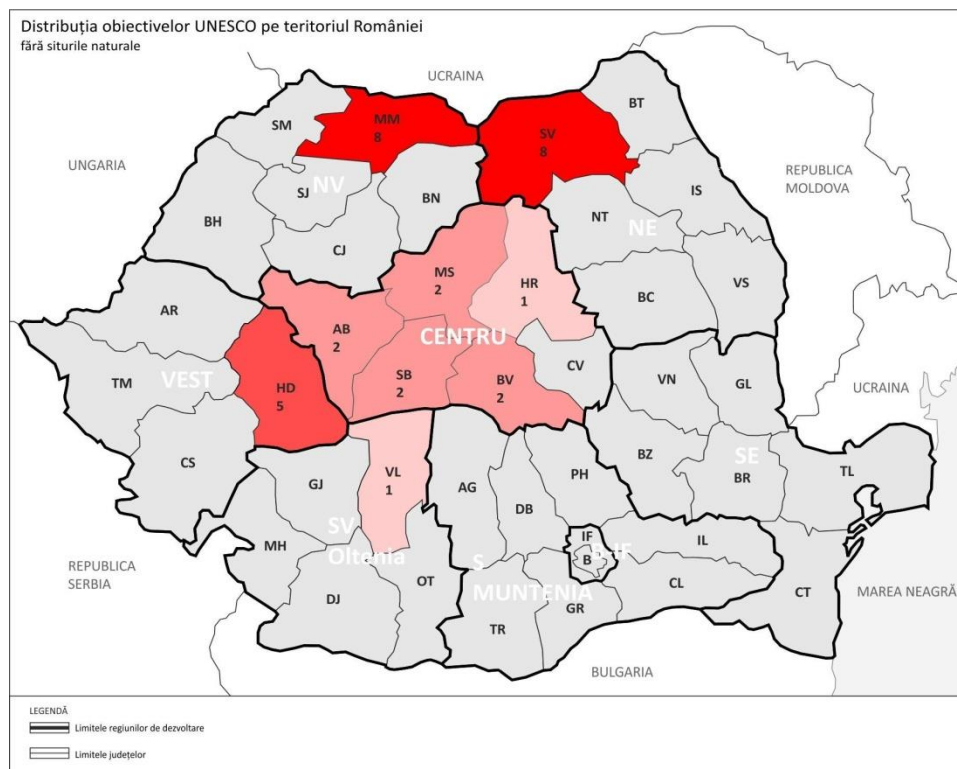 Distribuția obiectivelor UNESCO pe teritoriul României
fără siturile naturale
UCRAINA
UNGARIA
REPUBLICA
MOLDOVA
SM
MM
8
SV
8
BT
SJ
NV
BN
NT
NE
IS
BH
CJ
MS
2
HR
1
BC
VS
AR
AB
2
CENTRU
TM
VEST
HD
5
SB
2
BV
2
CV
VN
GL
UCRAINA
CS
GJ
VL
1
AG
DB
PH
BZ
SE
BR
TL
SV
Oltenia
MH
DJ
OT
S
MUNTENIA
TR
GR
IF
B-IF
B
IL
CL
CT
REPUBLICA
SERBIA
MAREA NEAGRĂ
BULGARIA
LEGENDĂ
Limitele regiunilor de dezvoltare
Limitele județelor